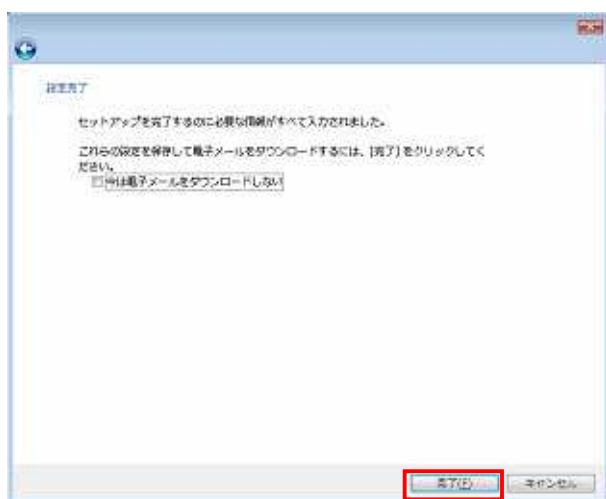 設定完了
セットアップを完了するのに必要な情報がすべて入力されました。
これらの設定を保存して電子メールをダウンロードするには、[完了] をクリックしてく
ださい。
今は電子メールをダウンロードしない
完了(F)
キャンセル